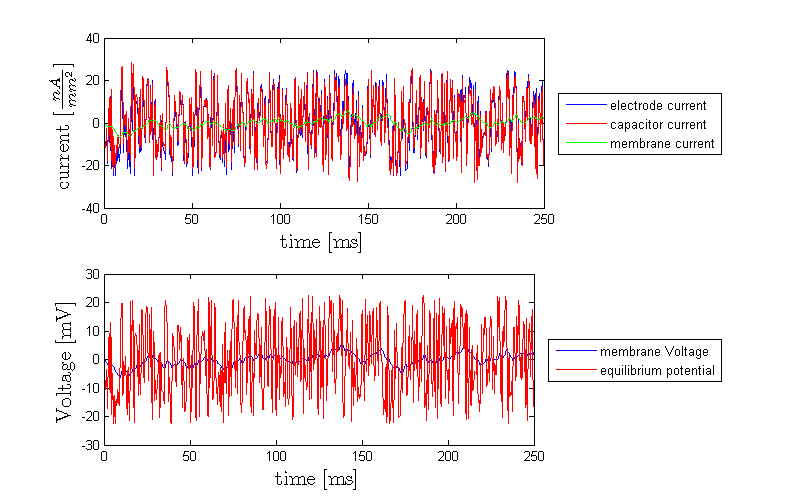 40
20
0
-20
-40
current [nA/mm²]
0 50 100 150 200 250
time [ms]
electrode current
capacitor current
membrane current
30
20
10
0
-10
-20
-30
Voltage [mV]
0 50 100 150 200 250
time [ms]
membrane Voltage
equilibrium potential